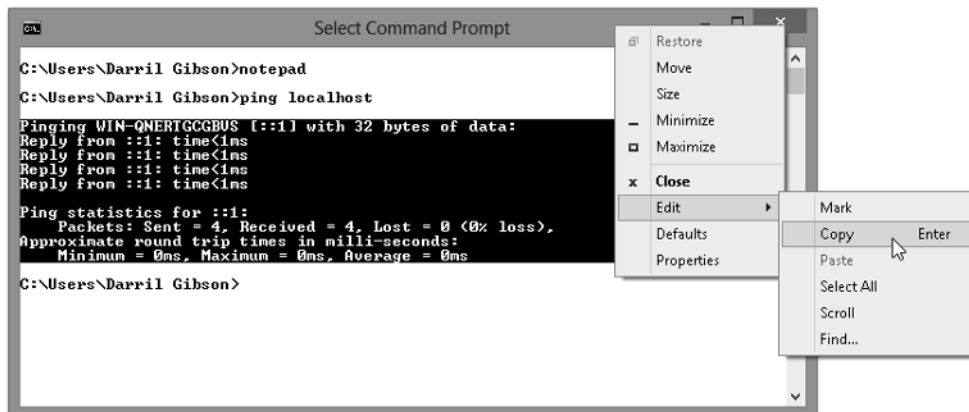 Select Command Prompt
C:\Users\Darril Gibson>notepad
C:\Users\Darril Gibson>ping localhost
Pinging WIN-QNERTGCGBUS [::1] with 32 bytes of data:
Reply from ::1: time<1ms
Reply from ::1: time<1ms
Reply from ::1: time<1ms
Reply from ::1: time<1ms
Ping statistics for ::1:
Packets: Sent = 4, Received = 4, Lost = 0 (0% loss),
Approximate round trip times in milli-seconds:
Minimum = 0ms, Maximum = 0ms, Average = 0ms
C:\Users\Darril Gibson>
Restore
Move
Size
Minimize
Maximize
Close
Edit
Defaults
Properties
Mark
Copy Enter
Paste
Select All
Scroll
Find...